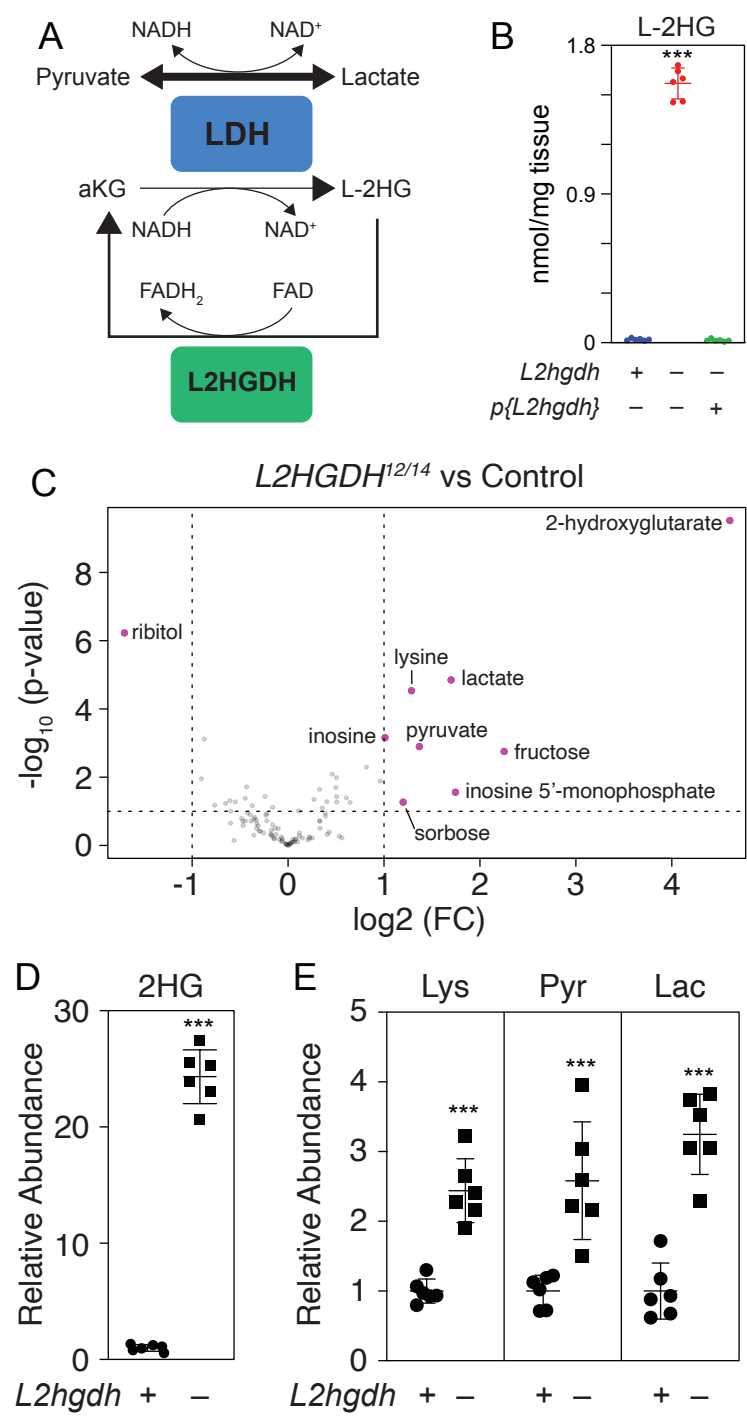 A
NADH NAD+
Pyruvate Lactate
LDH
aKG L-2HG
NADH NAD+
FADH2 FAD
L2HGDH
B
L-2HG
***
1.8
0.9
0
nmol/mg tissue
L2hgdh + – –
p{L2hgdh} – – +
C
L2HGDH12/14 vs Control
2-hydroxyglutarate
ribitol
lysine
lactate
inosine
pyruvate
fructose
inosine 5'-monophosphate
sorbose
8
6
4
2
0
-log10 (p-value)
-1 0 1 2 3 4
log2 (FC)
D
2HG
***
30
20
10
0
Relative Abundance
L2hgdh + –
E
Lys Pyr Lac
*** *** ***
5
4
3
2
1
0
Relative Abundance
L2hgdh + – + – + –